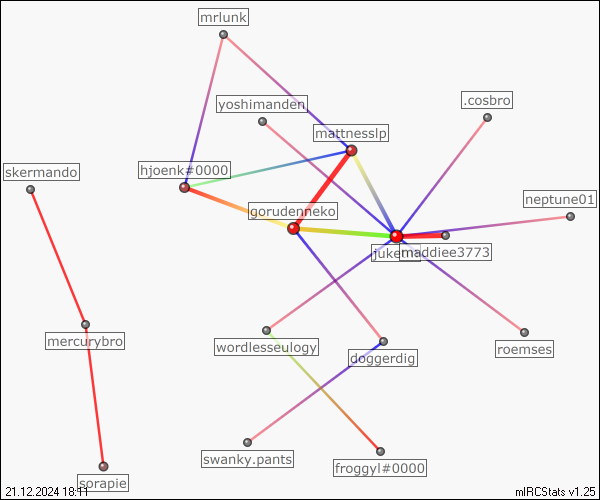 mrlunk
yoshimanden
.cosbro
mattnesslp
hjoenk#0000
skermando
neptune01
gorudenneko
maddiee3773
mercurybro
wordlesseulogy
roemses
doggerdig
swanky.pants
froggyl#0000
sorapie
21.12.2024 18:11
mIRCStats v1.25